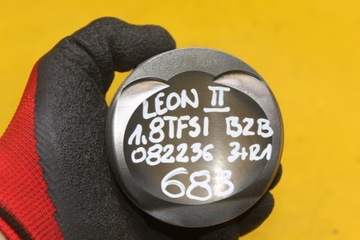 LEON II
1.8TFSI BZB
082236 3+R1
683